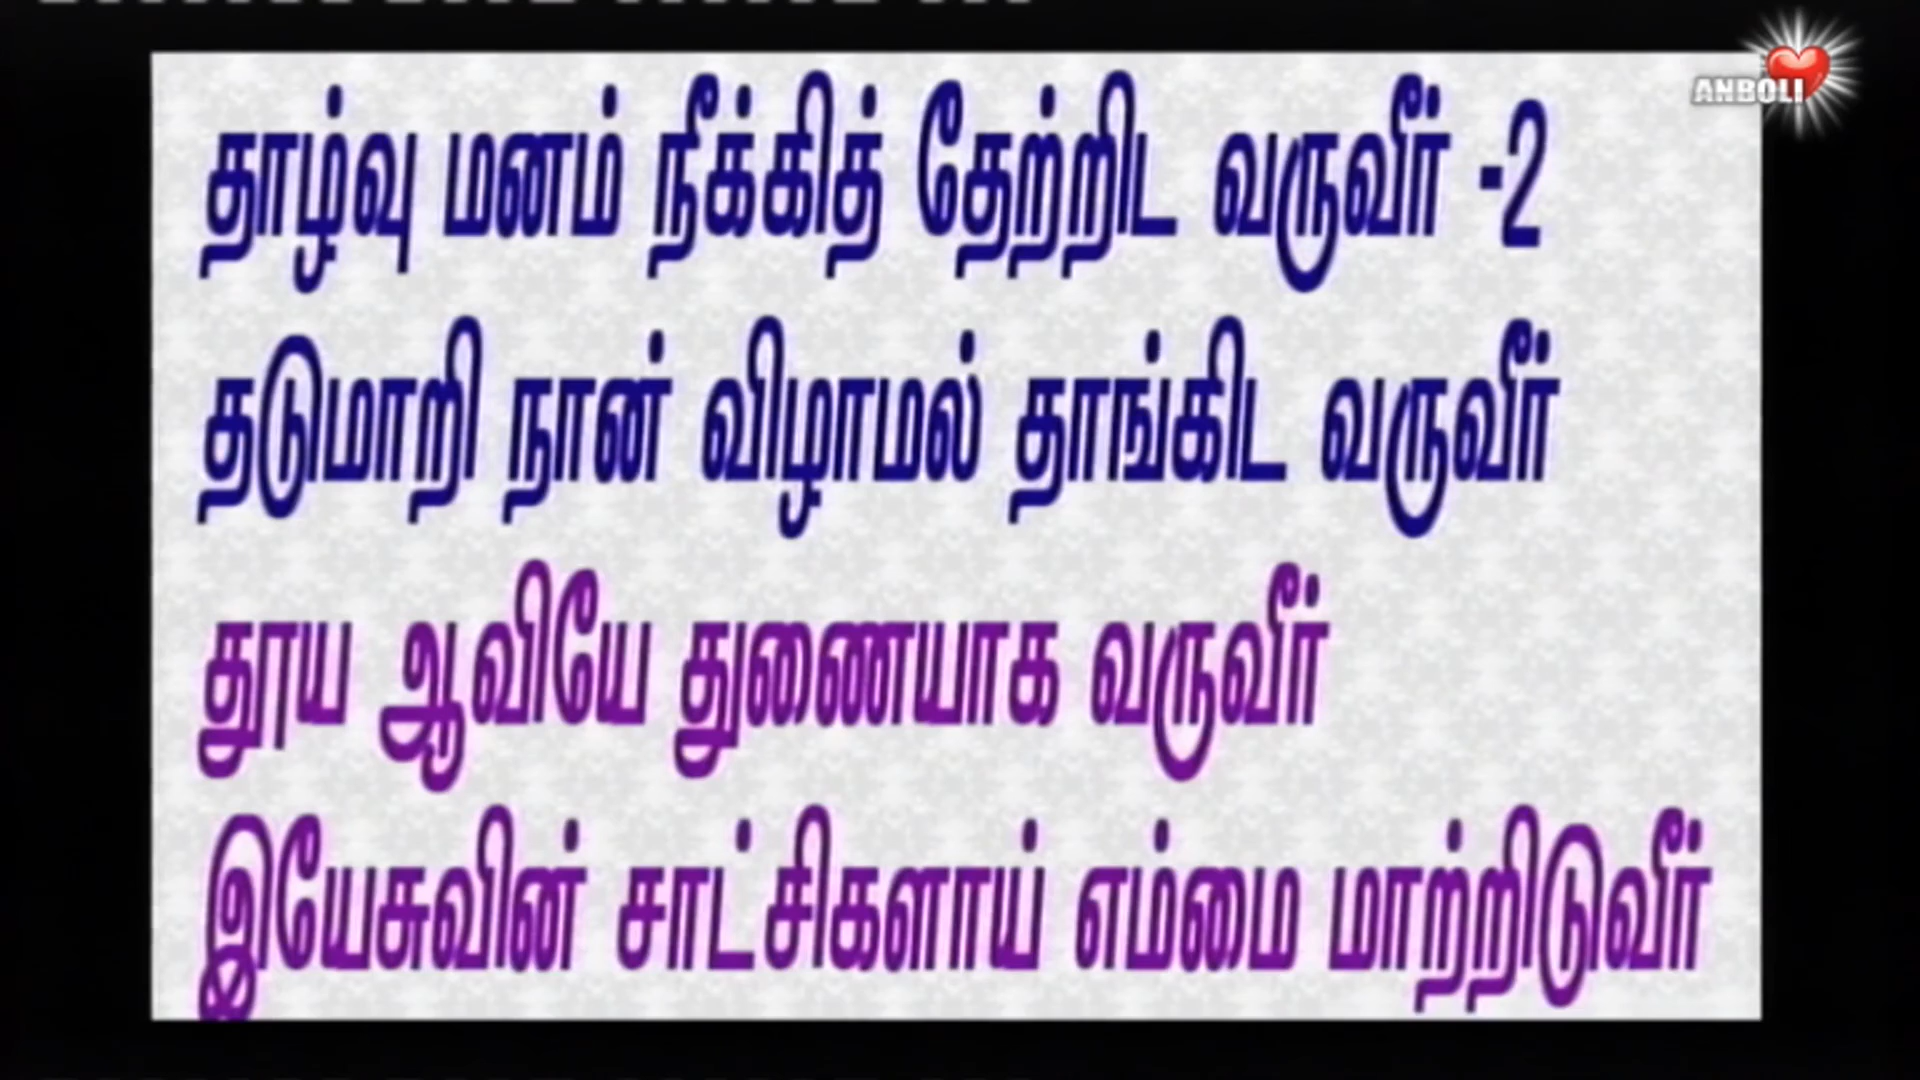 ANBOLI
தாழ்வு மனம் நீக்கித் தேற்றிட வருவீர் -2
தடுமாறி நான் விழாமல் தாங்கிட வருவீர்
தூய ஆவியே துணையாக வருவீர்
இயேசுவின் சாட்சிகளாய் எம்மை மாற்றிடுவீர்